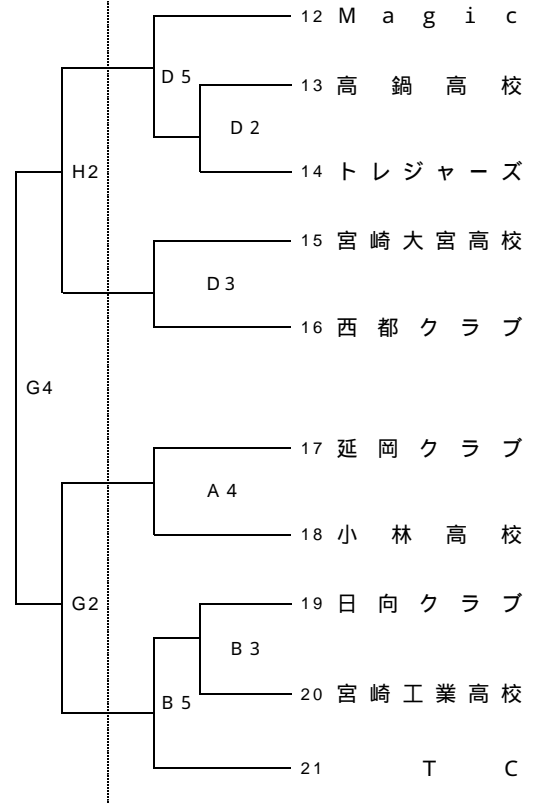 12 Magic
D5
13 高鍋高校
D2
H2
14 トレジャーズ
15 宮崎大宮高校
D3
16 西都クラブ
G4
17 延岡クラブ
A4
18 小林高校
19 日向クラブ
G2
B3
20 宮崎工業高校
B5
21 TC